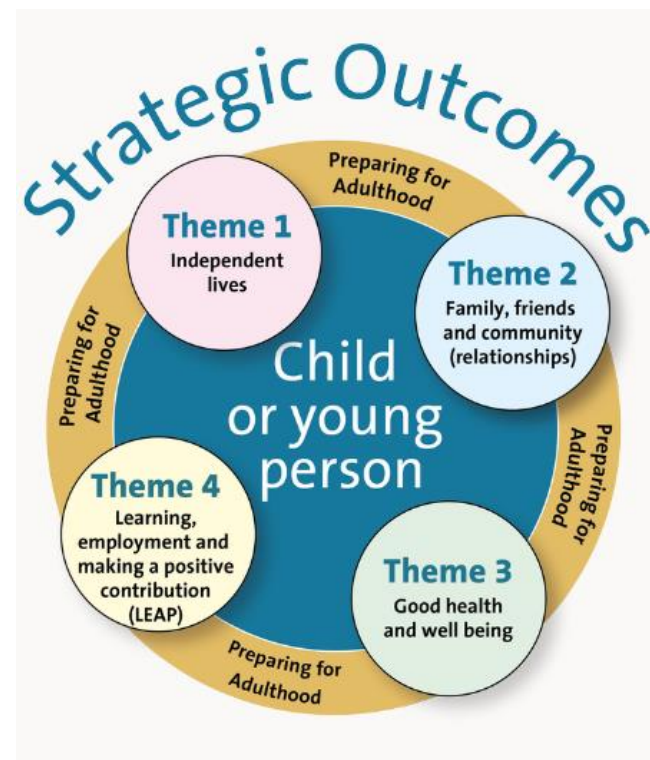 Strategic Outcomes
Preparing for
Adulthood
Theme 1
Independent
lives
Theme 2
Family, friends
and community
(relationships)
Preparing for
Adulthood
Child
or young
person
Preparing for
Adulthood
Theme 4
Learning,
employment and
making a positive
contribution
(LEAP)
Theme 3
Good health
and well being
Preparing for
Adulthood